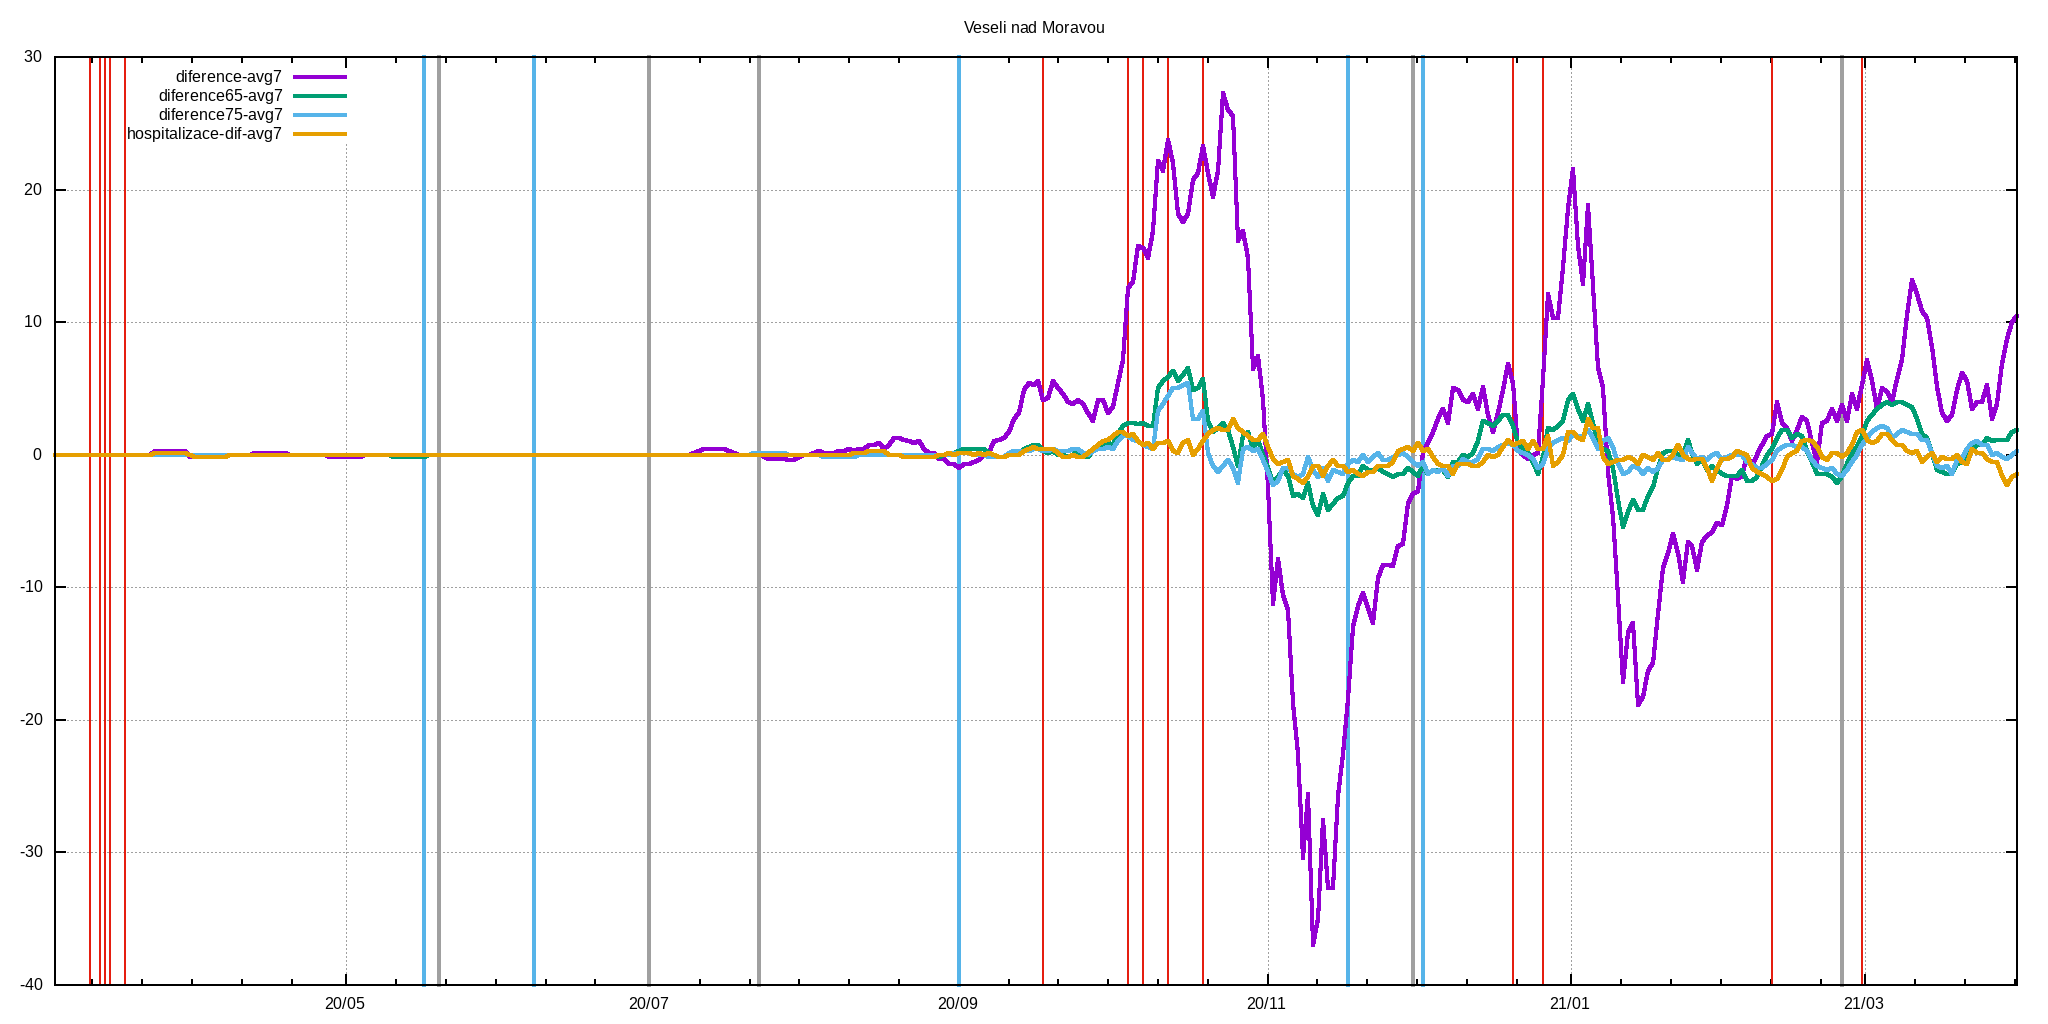 Veseli nad Moravou
30
diference-avg7
diference65-avg7
diference75-avg7
hospitalizace-dif-avg7
20
10
0
-10
-20
-30
-40
20/05 20/07 20/09 20/11 21/01 21/03